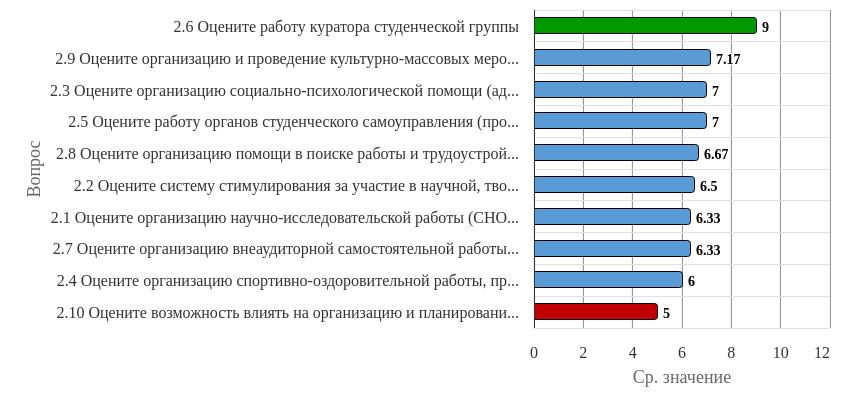 2.6 Оцените работу куратора студенческой группы 9
2.9 Оцените организацию и проведение культурно-массовых меро... 7.17
2.3 Оцените организацию социально-психологической помощи (ад... 7
2.5 Оцените работу органов студенческого самоуправления (про... 7
2.8 Оцените организацию помощи в поиске работы и трудоустрой... 6.67
2.2 Оцените систему стимулирования за участие в научной, тво... 6.5
2.1 Оцените организацию научно-исследовательской работы (СНО... 6.33
2.7 Оцените организацию внеаудиторной самостоятельной работы... 6.33
2.4 Оцените организацию спортивно-оздоровительной работы, пр... 6
2.10 Оцените возможность влиять на организацию и планировани... 5
Вопрос
0 2 4 6 8 10 12
Ср. значение